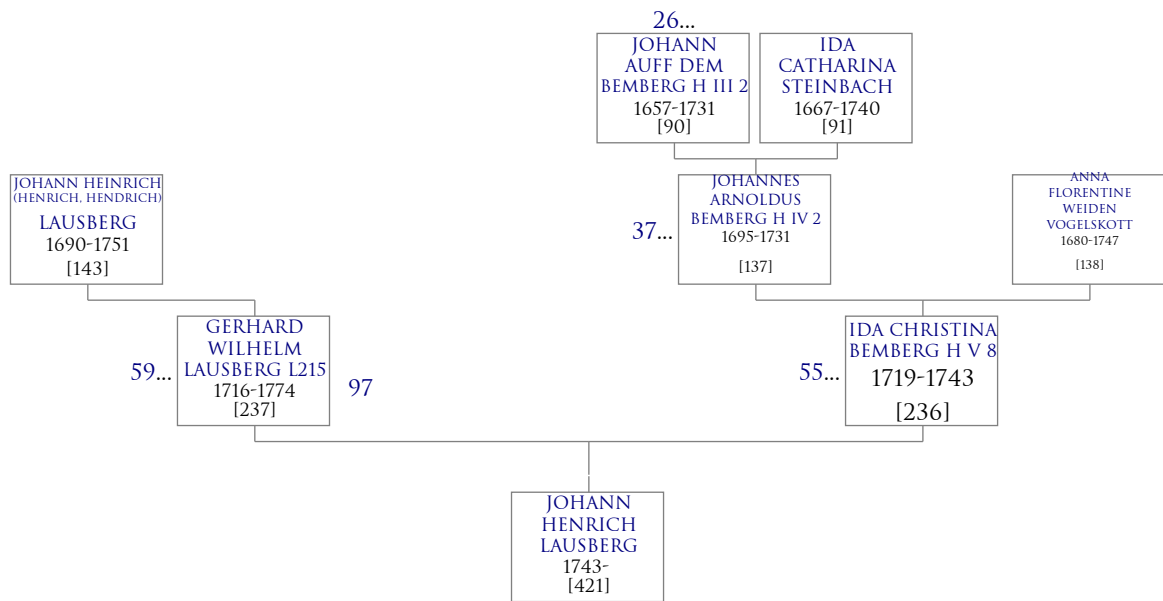 26...
JOHANN
AUFF DEM
BEMBERG H III 2
1657-1731
[90]
IDA
CATHARINA
STEINBACH
1667-1740
[91]
JOHANN HEINRICH
(HENRICH, HENDRICH)
LAUSBERG
1690-1751
[143]
37...
JOHANNES
ARNOLDUS
BEMBERG H IV 2
1695-1731
[137]
ANNA
FLORENTINE
WEIDEN
VOGELSKOTT
1680-1747
[138]
59...
GERHARD
WILHELM
LAUSBERG L215
1716-1774
[237]
97
55...
IDA CHRISTINA
BEMBERG H V 8
1719-1743
[236]
JOHANN
HENRICH
LAUSBERG
1743-
[421]